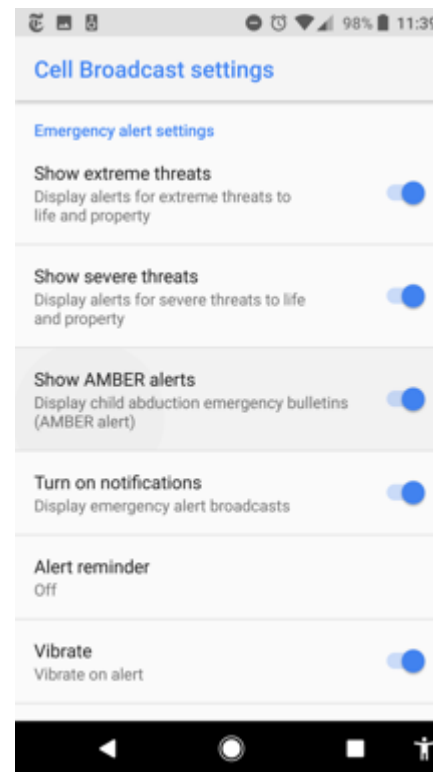 98% 11:39
Cell Broadcast settings
Emergency alert settings
Show extreme threats
Display alerts for extreme threats to
life and property
Show severe threats
Display alerts for severe threats to life
and property
Show AMBER alerts
Display child abduction emergency bulletins
(AMBER alert)
Turn on notifications
Display emergency alert broadcasts
Alert reminder
Off
Vibrate
Vibrate on alert